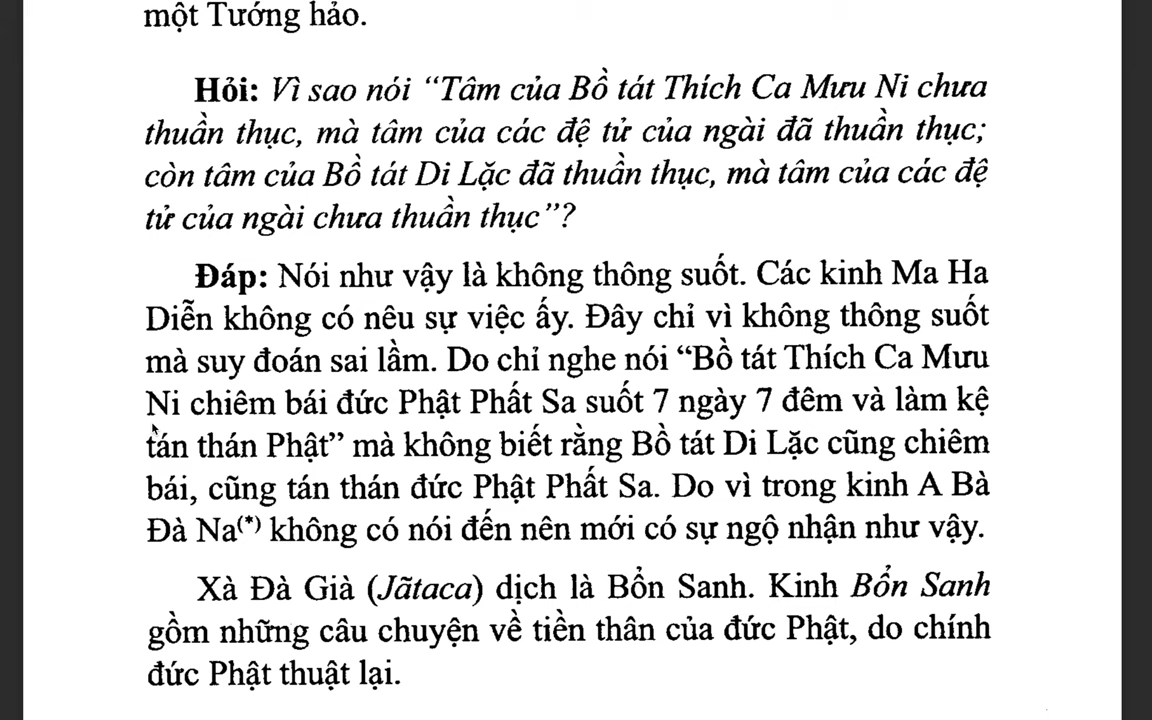 một Tướng hảo.
Hỏi: Vì sao nói “Tâm của Bồ tát Thích Ca Mưu Ni chưa
thuần thục, mà tâm của các đệ tử của ngài đã thuần thục;
còn tâm của Bồ tát Di Lặc đã thuần thục, mà tâm của các đệ
tử của ngài chưa thuần thục”?
Đáp: Nói như vậy là không thông suốt. Các kinh Ma Ha
Diễn không có nêu sự việc ấy. Đây chỉ vì không thông suốt
mà suy đoán sai lầm. Do chỉ nghe nói “Bồ tát Thích Ca Mưu
Ni chiêm bái đức Phật Phất Sa suốt 7 ngày 7 đêm và làm kệ
tán thán Phật” mà không biết rằng Bồ tát Di Lặc cũng chiêm
bái, cũng tán thán đức Phật Phất Sa. Do vì trong kinh A Bà
Đà Na(*) không có nói đến nên mới có sự ngộ nhận như vậy.
Xà Đà Già (Jãtaca) dịch là Bổn Sanh. Kinh Bổn Sanh
gồm những câu chuyện về tiền thân của đức Phật, do chính
đức Phật thuật lại.